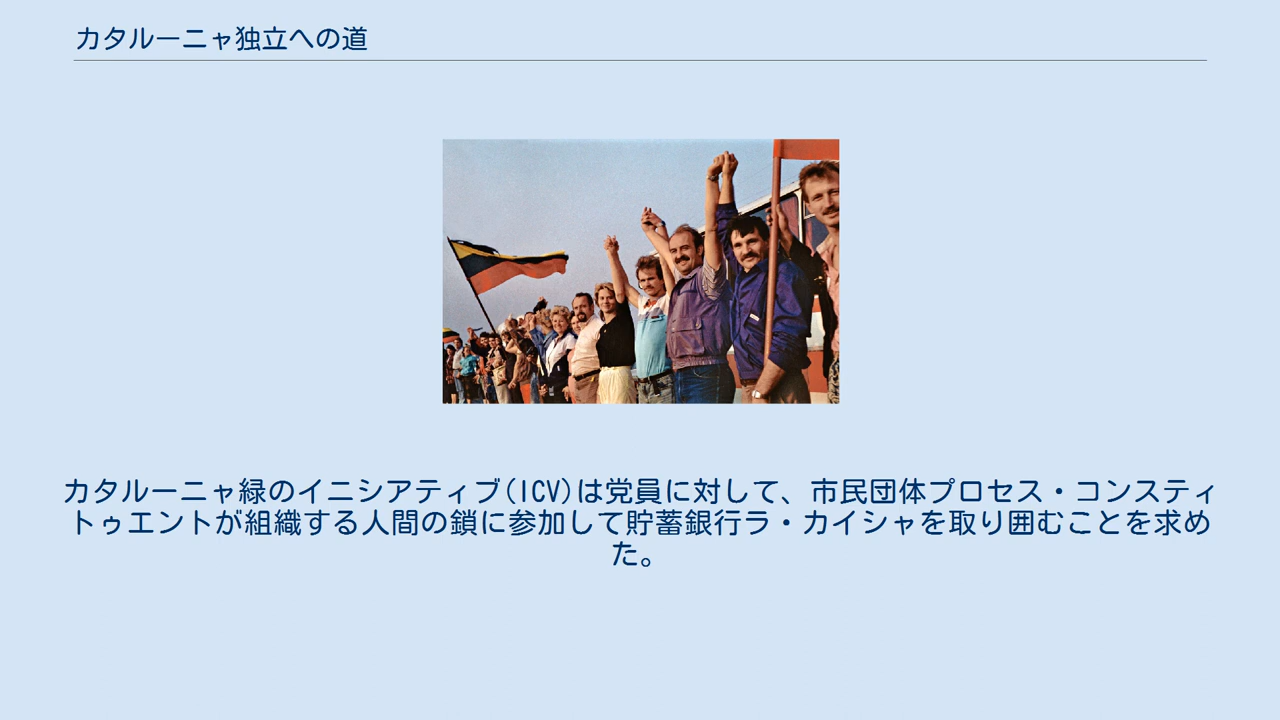 カタルーニャ独立への道
カタルーニャ緑のイニシアティブ(ICV)は党員に対して、市民団体プロセス・コンスティ
トゥエントが組織する人間の鎖に参加して貯蓄銀行ラ・カイシャを取り囲むことを求め
た。